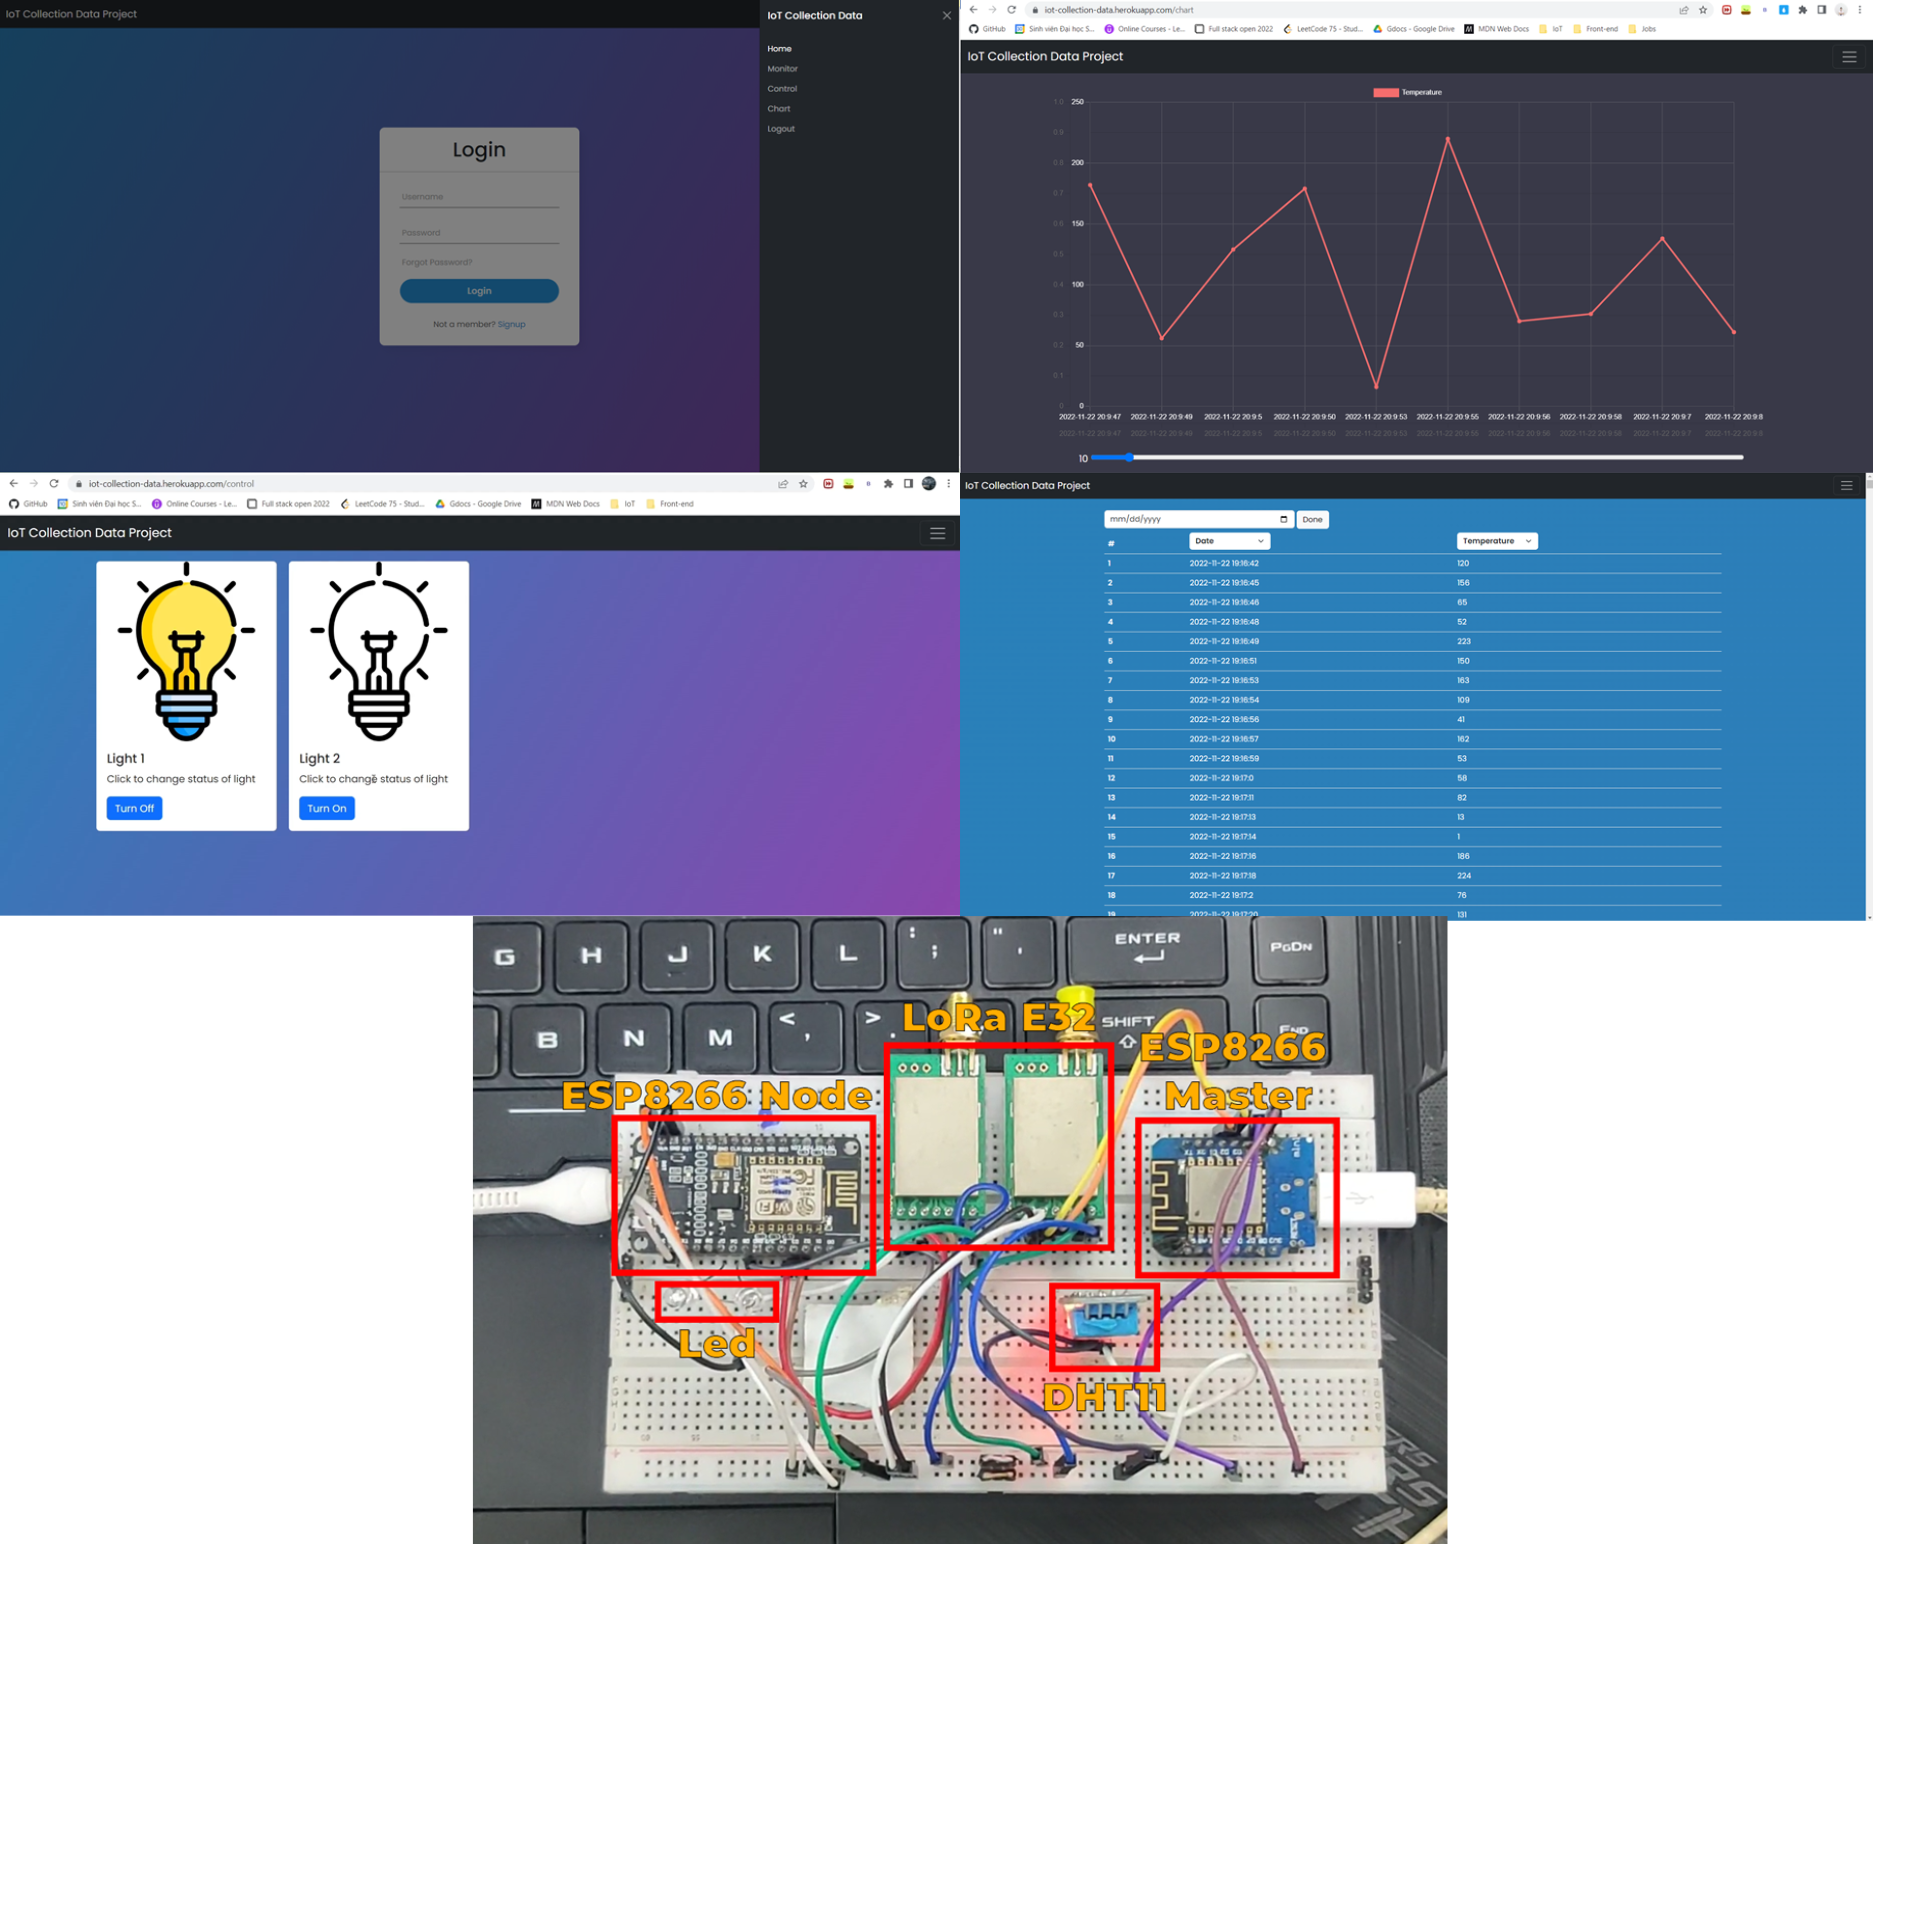 IoT Collection Data Project
IoT Collection Data
Home
Monitor
Control
Chart
Logout
Login
Username
Password
Forgot Password?
Login
Not a member? Signup
iot-collection-data.herokuapp.com/chart
GitHub Sinh viên Đại học S... Online Courses - Le... Full stack open 2022 LeetCode 75 - Stud... Gdocs - Google Drive MDN Web Docs IoT Front-end Jobs
IoT Collection Data Project
Temperature
1.0 250
0.9
0.8 200
0.7
0.6 150
0.5
0.4 100
0.3
0.2 50
0.1
0 0
2022-11-22 20:9:47 2022-11-22 20:9:49 2022-11-22 20:9:5 2022-11-22 20:9:50 2022-11-22 20:9:53 2022-11-22 20:9:55 2022-11-22 20:9:56 2022-11-22 20:9:58 2022-11-22 20:9:7 2022-11-22 20:9:8
2022-11-22 20:9:47 2022-11-22 20:9:49 2022-11-22 20:9:5 2022-11-22 20:9:50 2022-11-22 20:9:53 2022-11-22 20:9:55 2022-11-22 20:9:56 2022-11-22 20:9:58 2022-11-22 20:9:7 2022-11-22 20:9:8
10
iot-collection-data.herokuapp.com/control
GitHub Sinh viên Đại học S... Online Courses - Le... Full stack open 2022 LeetCode 75 - Stud... Gdocs - Google Drive MDN Web Docs IoT Front-end
IoT Collection Data Project
Light 1
Click to change status of light
Turn Off
Light 2
Click to change status of light
Turn On
IoT Collection Data Project
mm/dd/yyyy Done
# Date Temperature
1 2022-11-22 19:16:42 120
2 2022-11-22 19:16:45 156
3 2022-11-22 19:16:46 65
4 2022-11-22 19:16:48 52
5 2022-11-22 19:16:49 223
6 2022-11-22 19:16:51 150
7 2022-11-22 19:16:53 163
8 2022-11-22 19:16:54 109
9 2022-11-22 19:16:56 41
10 2022-11-22 19:16:57 162
11 2022-11-22 19:16:59 53
12 2022-11-22 19:17:0 58
13 2022-11-22 19:17:11 82
14 2022-11-22 19:17:13 13
15 2022-11-22 19:17:14 1
16 2022-11-22 19:17:16 186
17 2022-11-22 19:17:18 224
18 2022-11-22 19:17:2 76
19 2022-11-22 19:17:20 131
G H J K L : ; " ' ENTER PGDN
B N M < , > . SHIFT END
LoRa E32
ESP8266 Node
ESP8266
Master
Led
DHT11